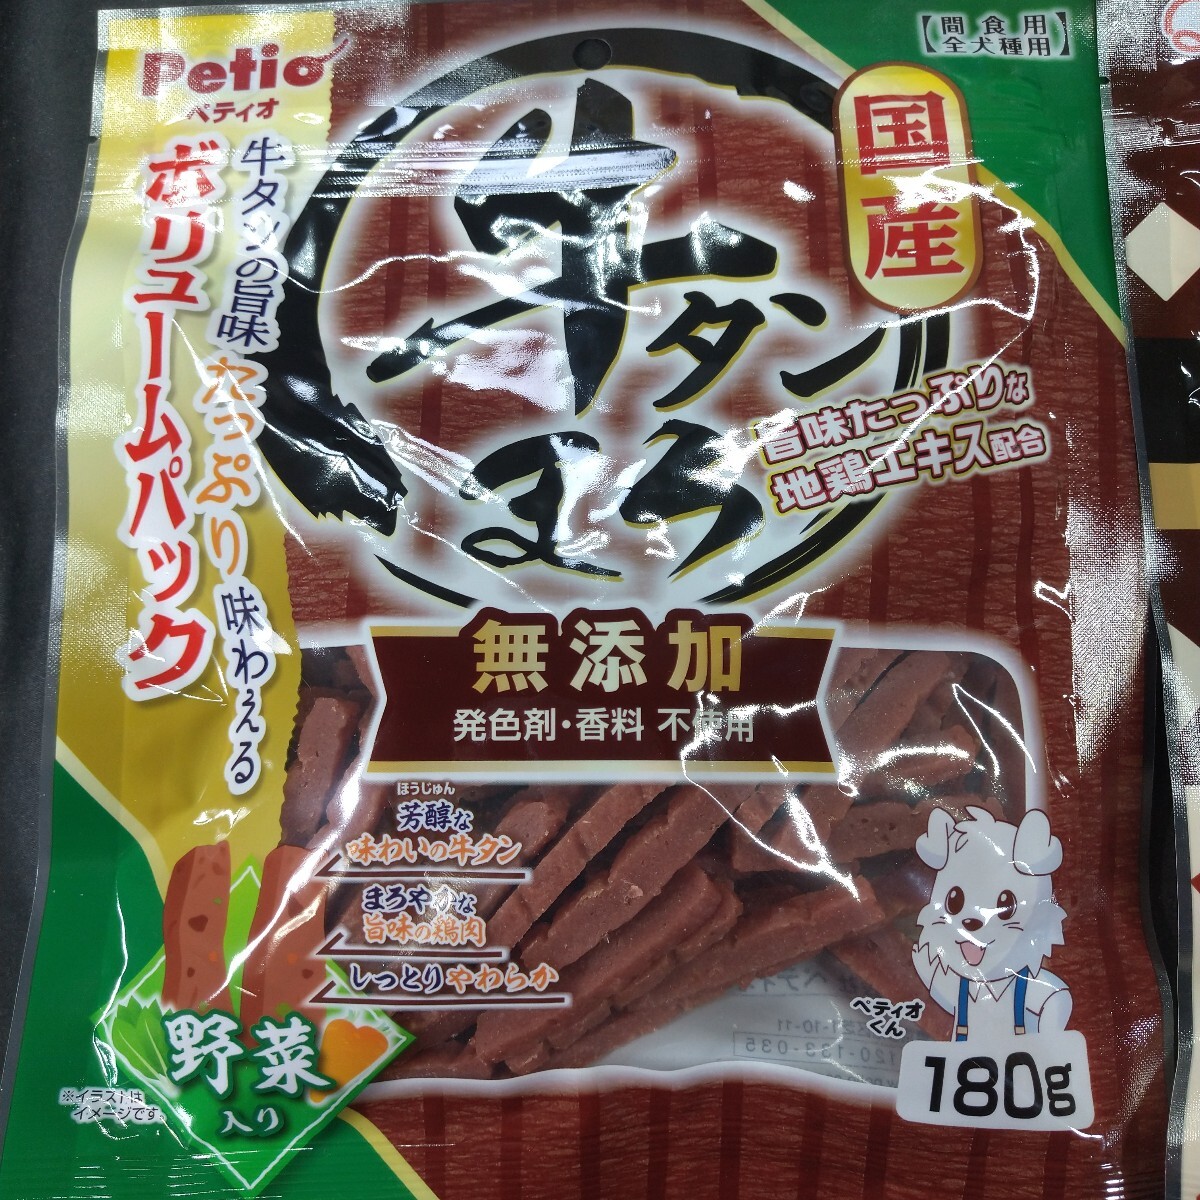 Petio
ペティオ
【間食用
全犬種用】
国産
牛タン
まろ
牛タンの旨味たっぷり味わえる
ボリュームパック
旨味たっぷりな
地鶏エキス配合
無添加
発色剤・香料 不使用
ほうじゅん
芳醇な
味わいの牛タン
まろやかな
旨味の鶏肉
しっとりやわらか
野菜
入り
※イラストは
イメージです。
ペティオ
くん
180g